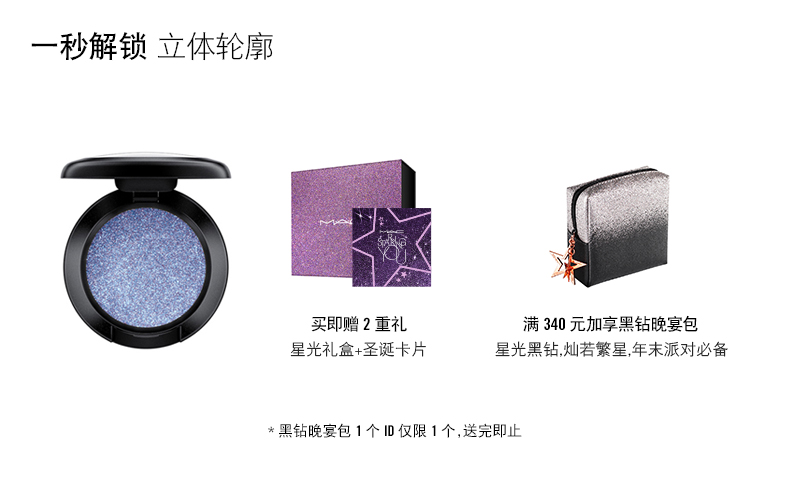 一秒解锁 立体轮廓
MAC
MAC
YOU
买即赠 2 重礼
星光礼盒+圣诞卡片
满 340 元加享黑钻晚宴包
星光黑钻,灿若繁星,年末派对必备
* 黑钻晚宴包 1 个 ID 仅限 1 个,送完即止